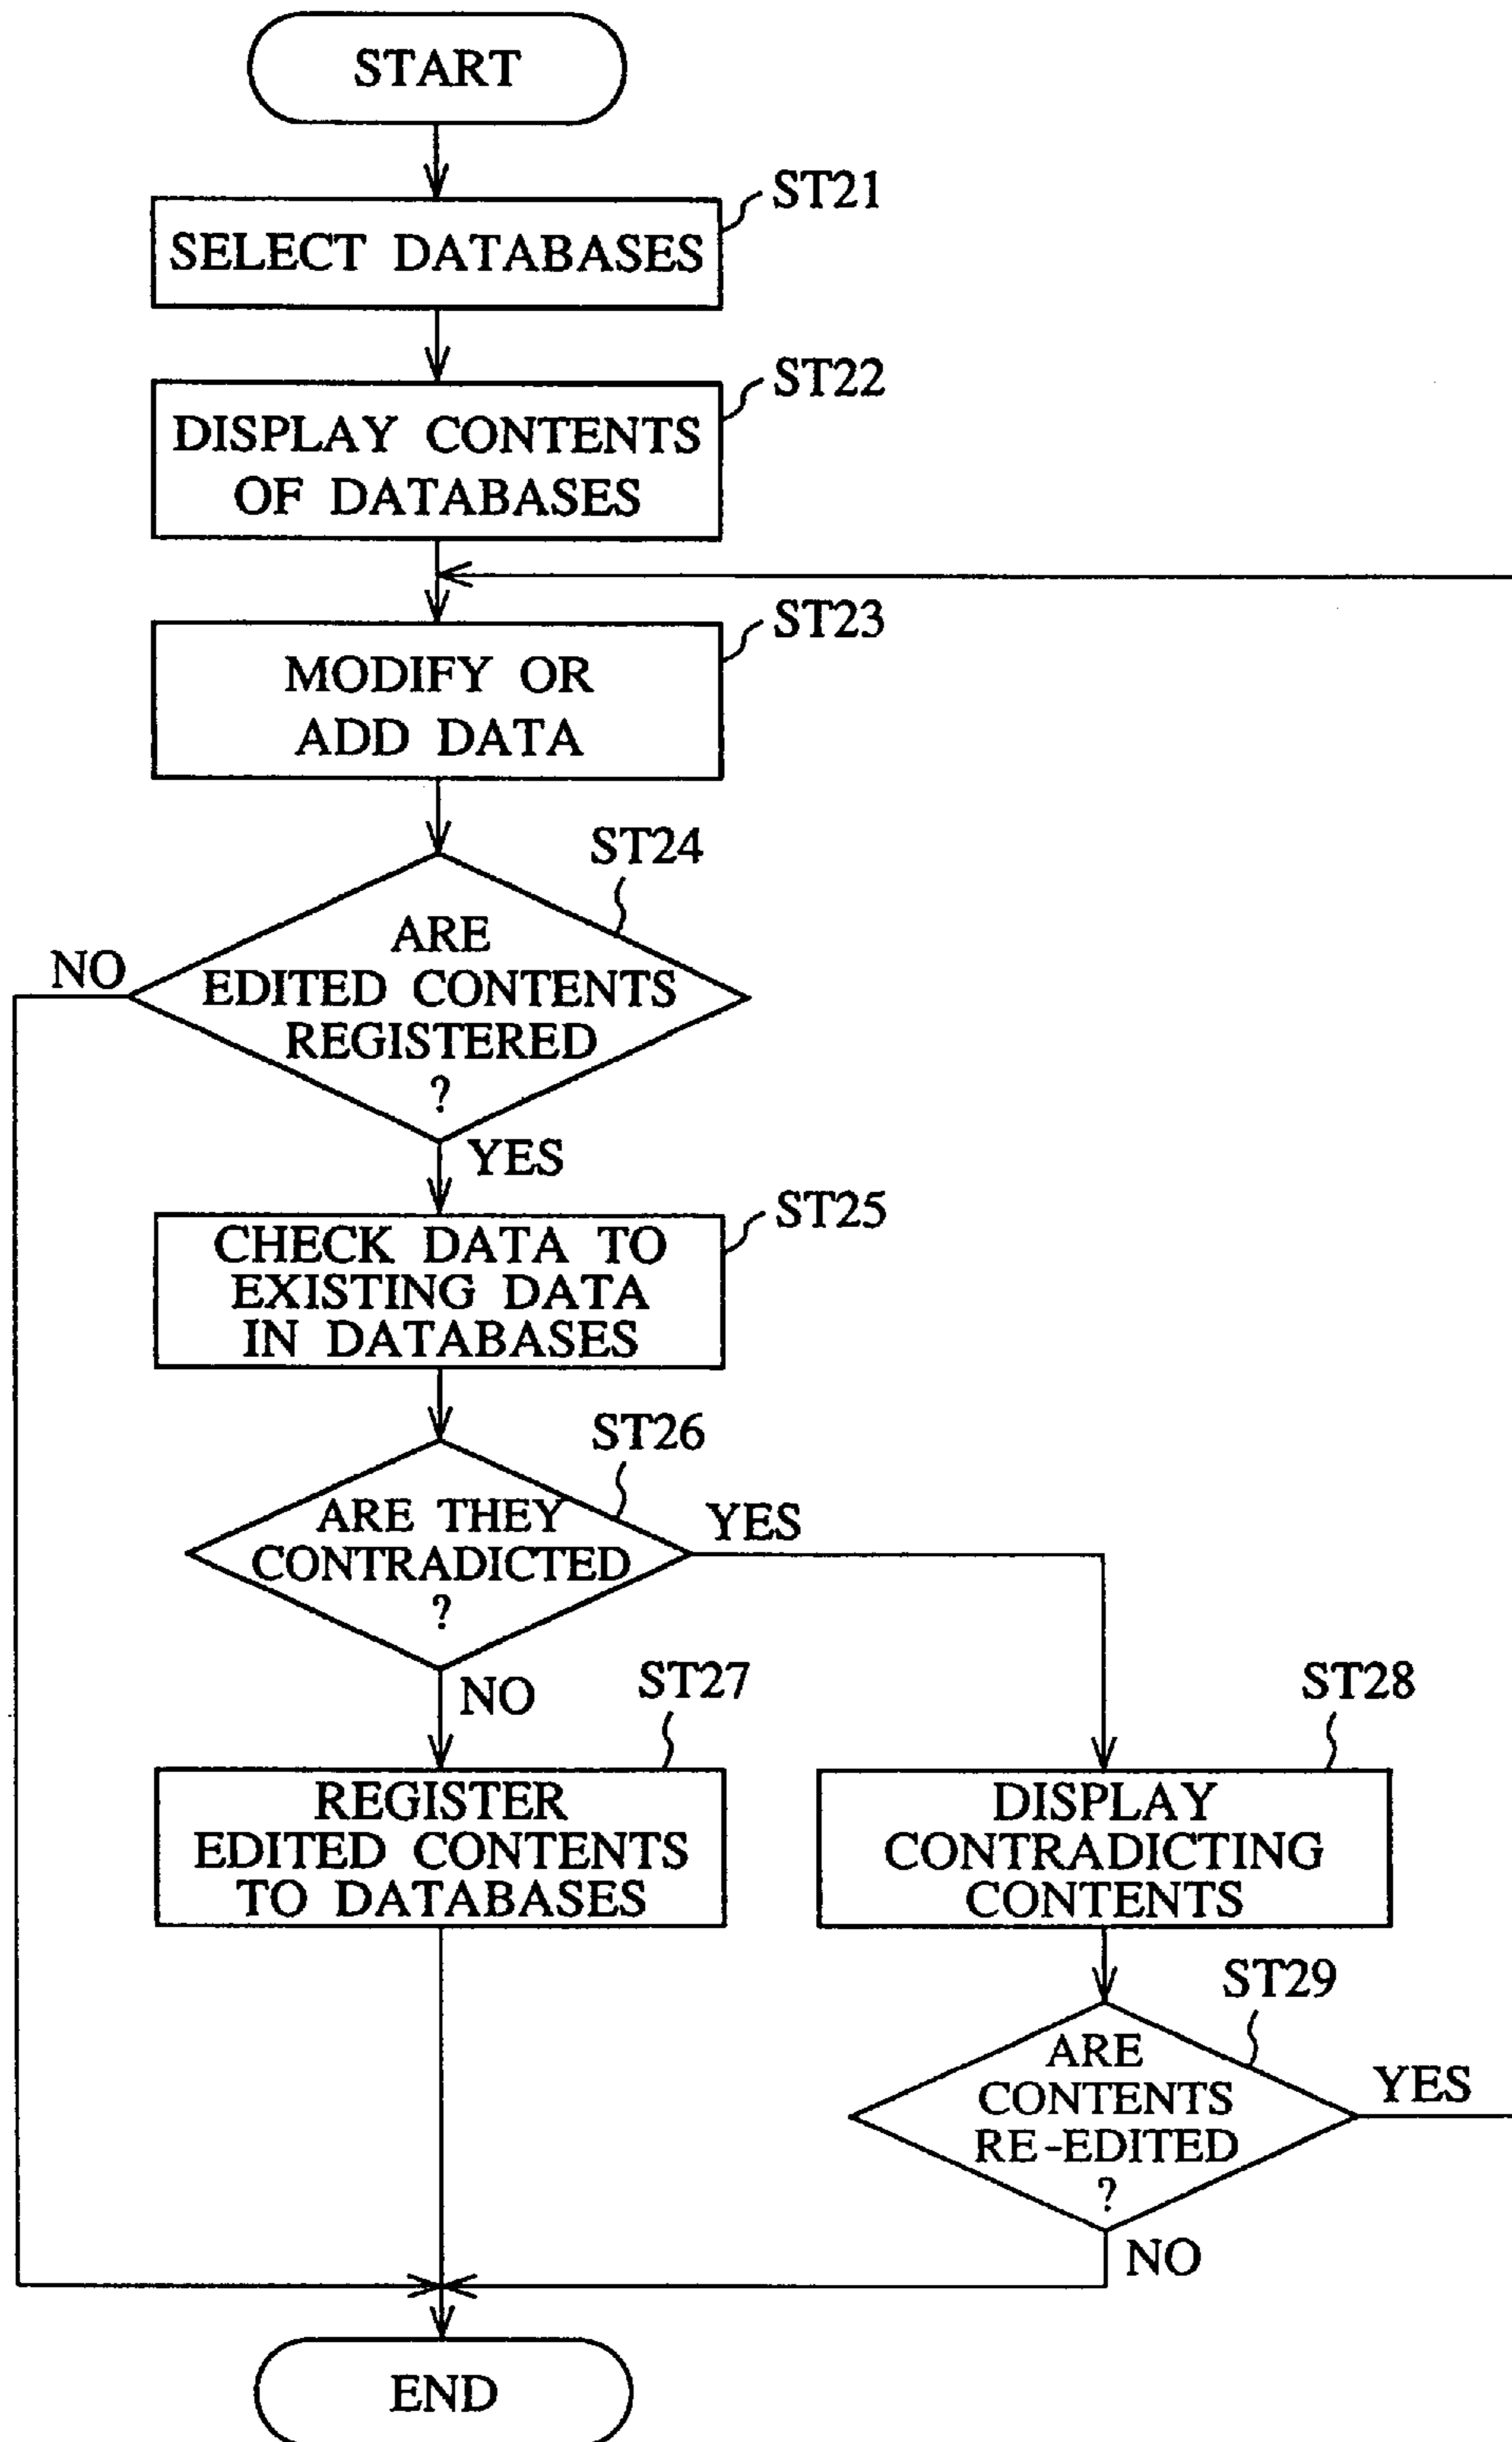 START
ST21
SELECT DATABASES
ST22
DISPLAY CONTENTS
OF DATABASES
ST23
MODIFY OR
ADD DATA
ST24
ARE
EDITED CONTENTS
REGISTERED
?
NO
YES
ST25
CHECK DATA TO
EXISTING DATA
IN DATABASES
ST26
ARE THEY
CONTRADICTED
?
YES
NO
ST27
REGISTER
EDITED CONTENTS
TO DATABASES
ST28
DISPLAY
CONTRADICTING
CONTENTS
ST29
ARE
CONTENTS
RE-EDITED
?
YES
NO
END